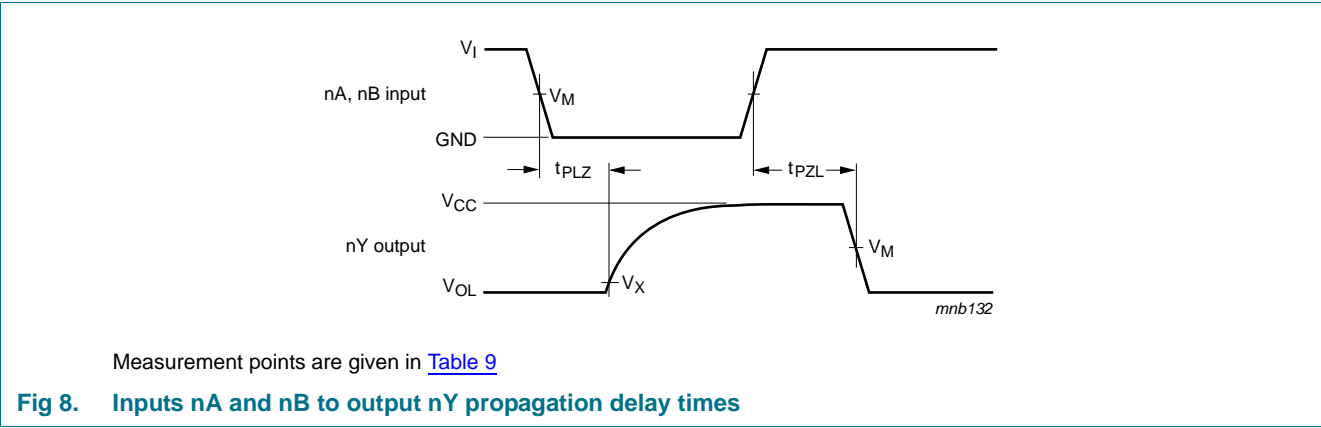 VI
nA, nB input
VM
GND
tPLZ
tPZL
VCC
nY output
VM
VOL
VX
mnb132
Measurement points are given in Table 9
Fig 8. Inputs nA and nB to output nY propagation delay times